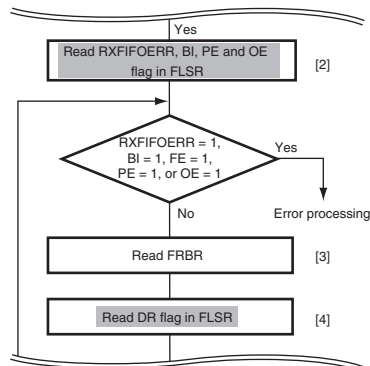 Yes
Read RXFIFOERR, BI, PE and OE
flag in FLSR
[2]
RXFIFOERR = 1,
BI = 1, FE = 1,
PE = 1, or OE = 1
Yes
No
Error processing
Read FRBR
[3]
Read DR flag in FLSR
[4]